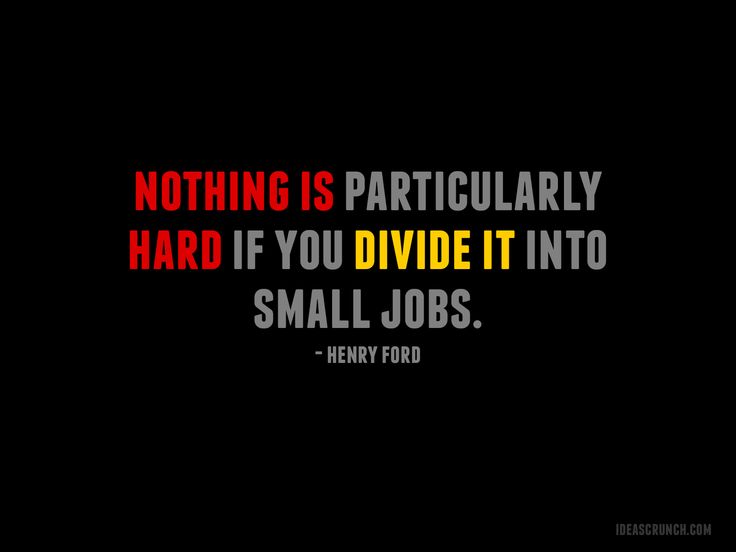 NOTHING IS PARTICULARLY
HARD IF YOU DIVIDE IT INTO
SMALL JOBS.
- HENRY FORD
IDEASCRUNCH.COM